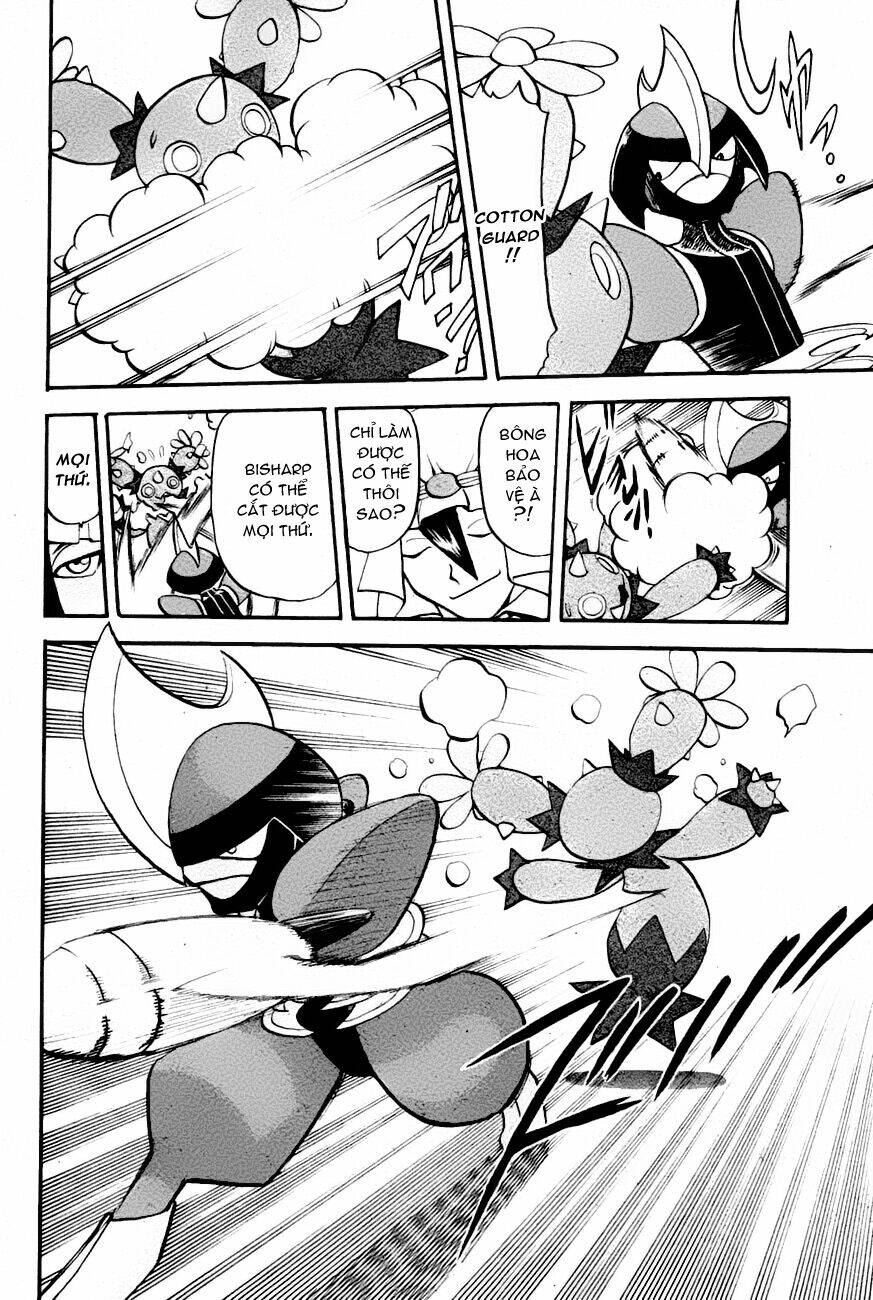 COTTON
GUARD
!!
BÔNG
HOA
BẢO
VỆ À
?!
CHỈ LÀM
ĐƯỢC
CÓ THẾ
THÔI
SAO?
BISHARP
CÓ THỂ
CẮT ĐƯỢC
MỌI THỨ.
MỌI
THỨ.